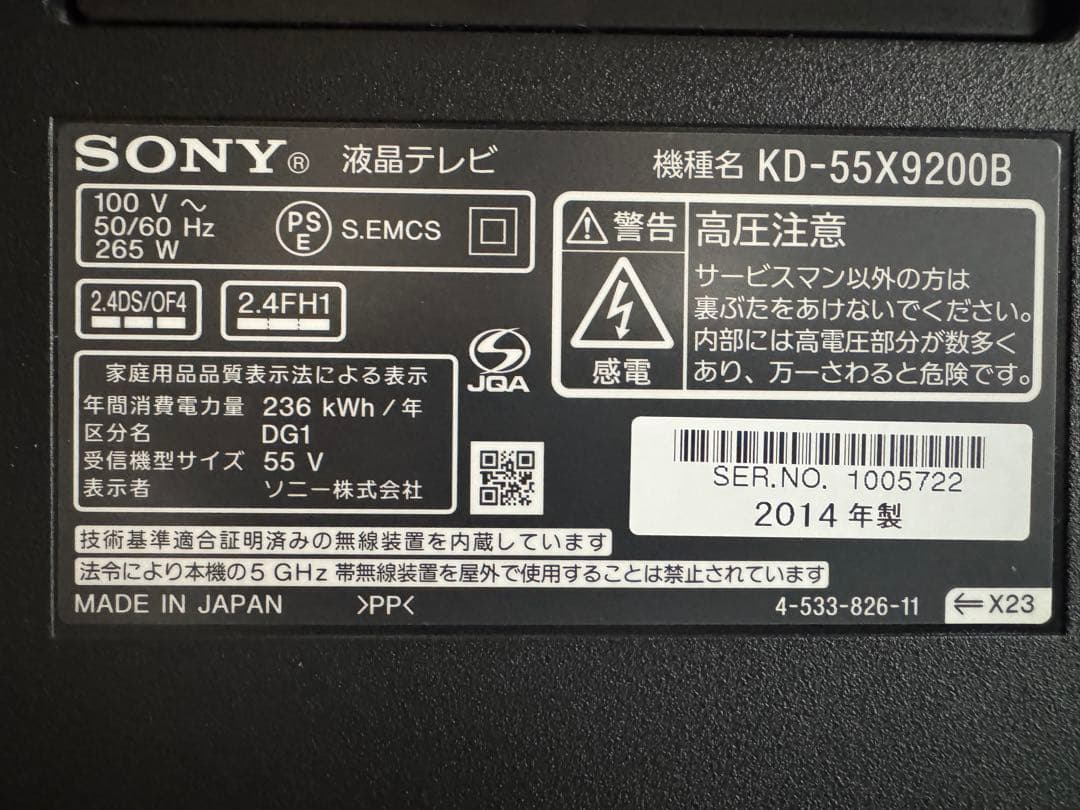 SONY® 液晶テレビ 機種名 KD-55X9200B
100 V ～
50/60 Hz
265 W
PS
E
S.EMCS
2.4DS/OF4
2.4FH1
JQA
警告
感電
高圧注意
サービスマン以外の方は
裏ぶたをあけないでください。
内部には高電圧部分が数多く
あり、万一さわると危険です。
家庭用品品質表示法による表示
年間消費電力量 236 kWh / 年
区分名 DG1
受信機型サイズ 55 V
表示者 ソニー株式会社
SER.NO. 1005722
2014 年製
技術基準適合証明済みの無線装置を内蔵しています
法令により本機の5 GHz 帯無線装置を屋外で使用することは禁止されています
MADE IN JAPAN >PP< 4-533-826-11 ⇐X23